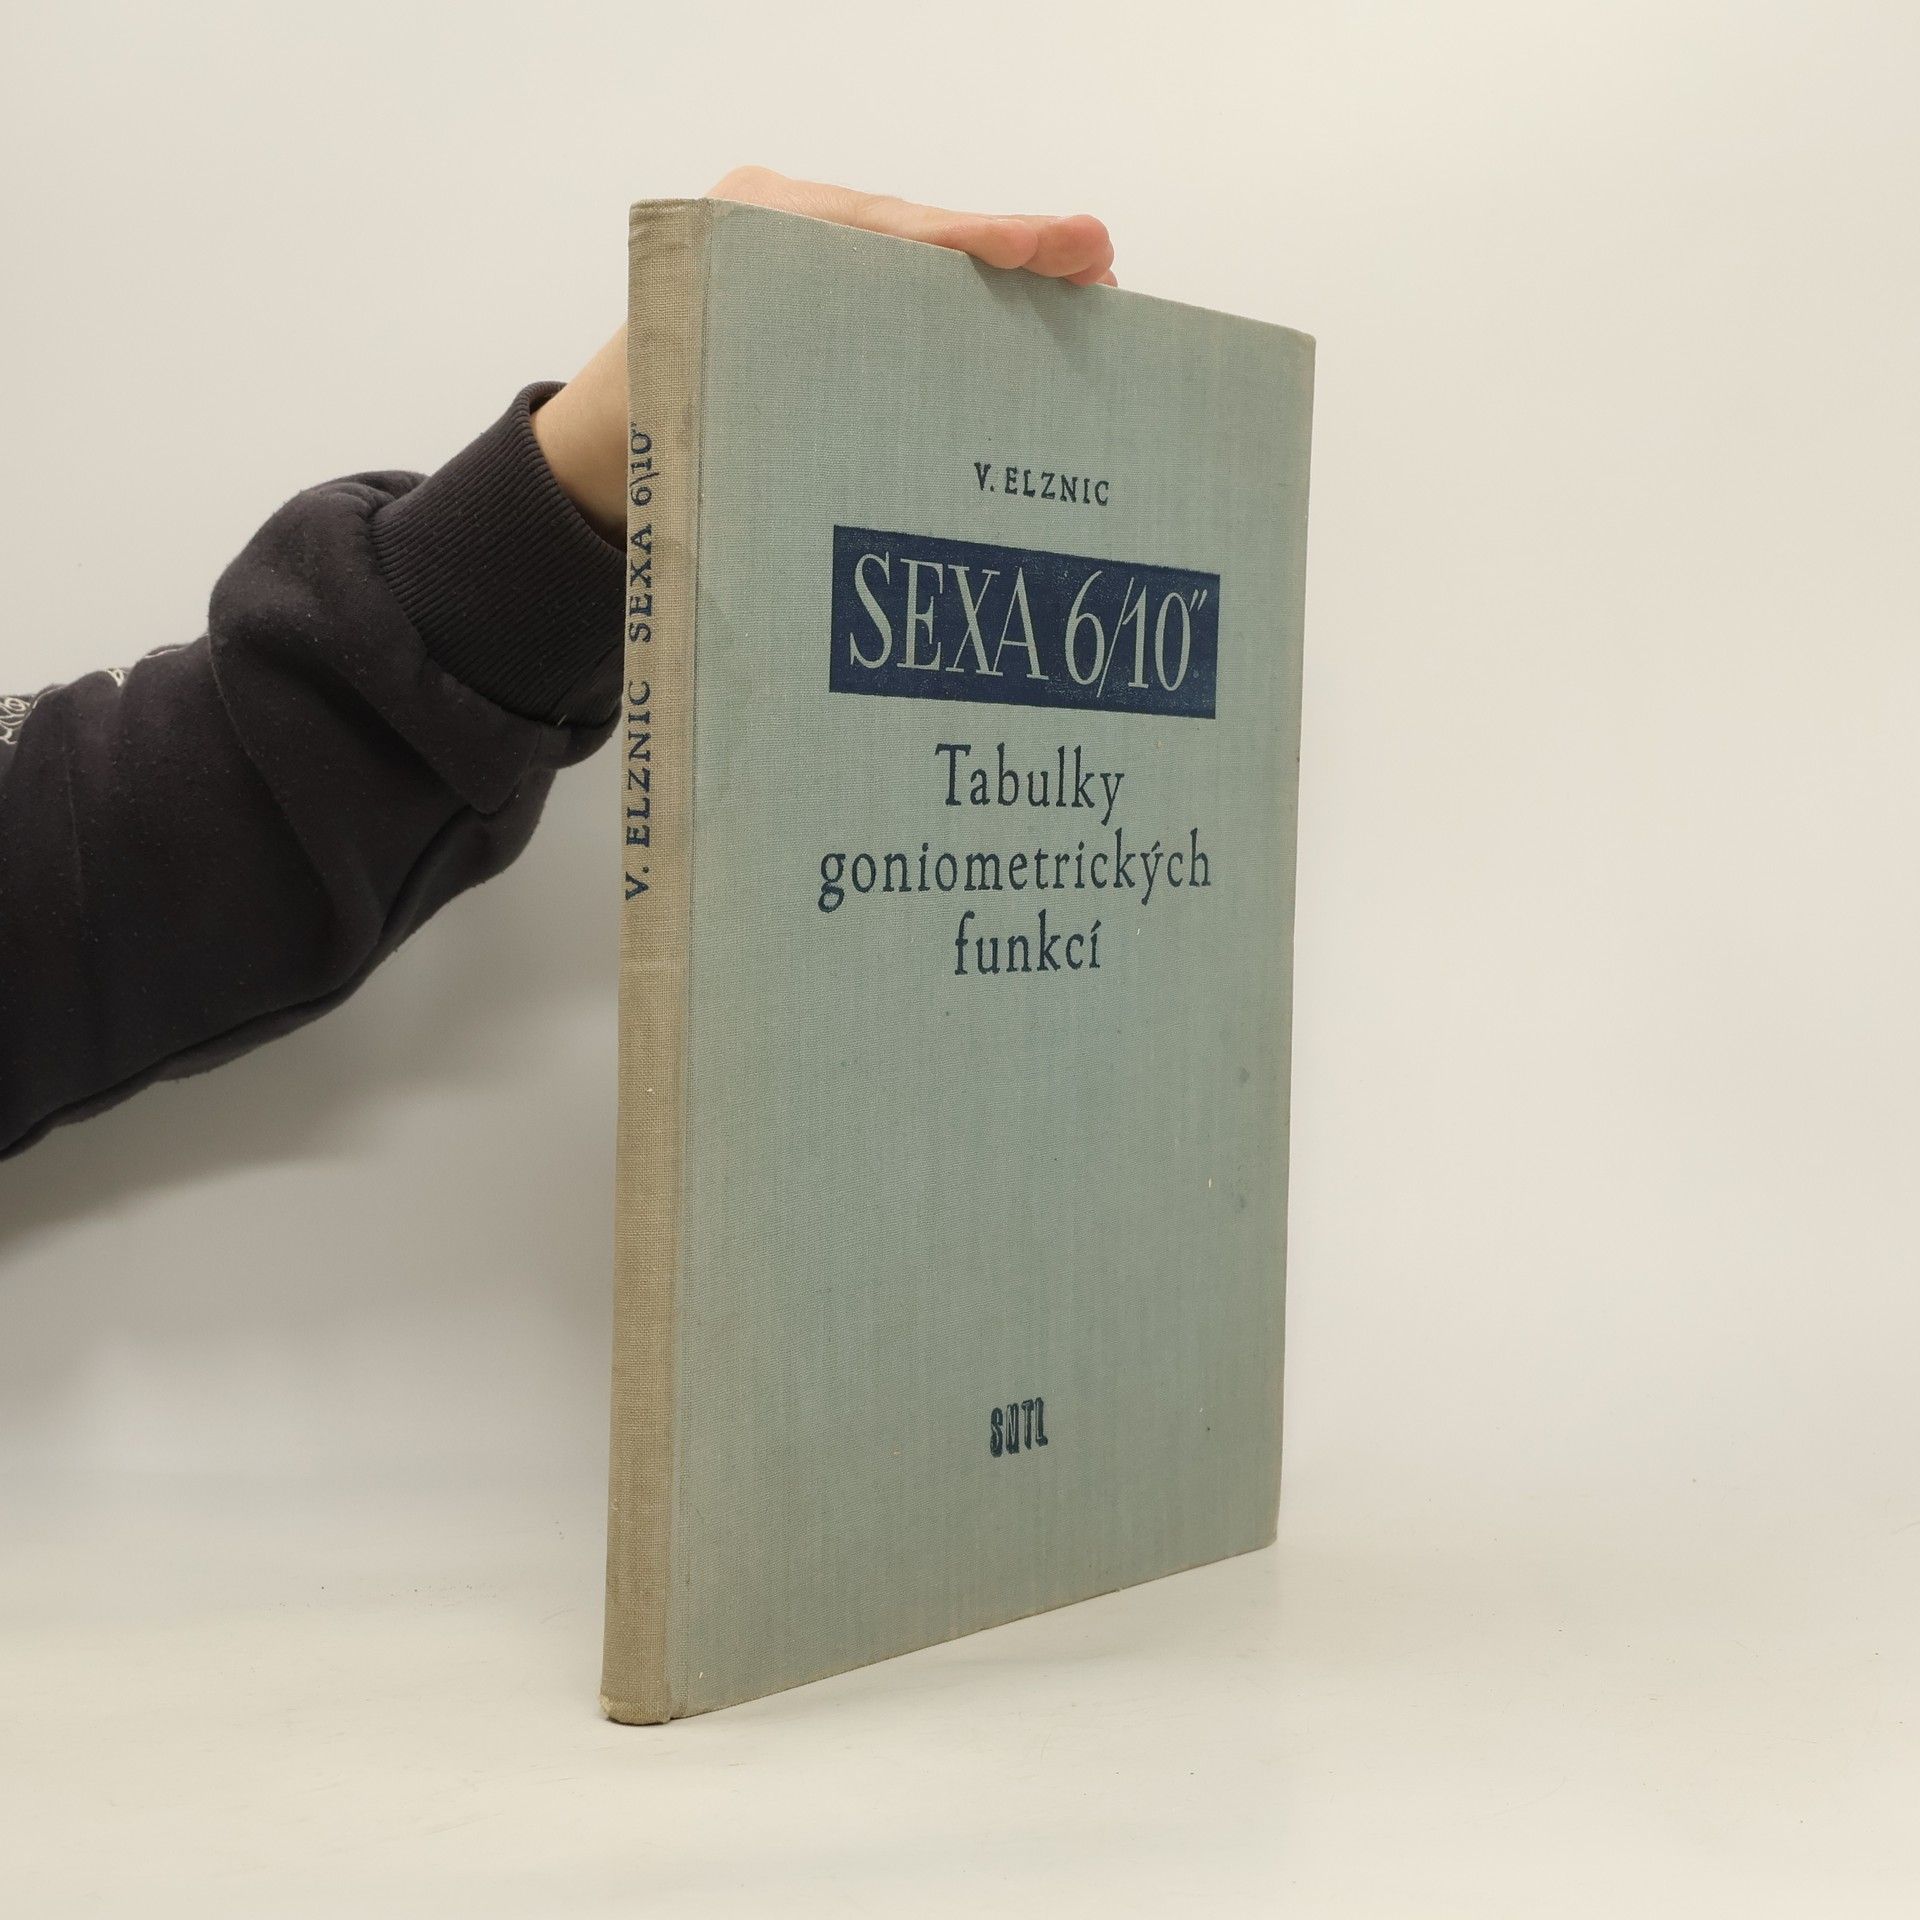 V. ELZNIC SEXA 6/10"
V. ELZNIC
SEXA 6/10"
Tabulky
goniometrických
funkcí
SNTL